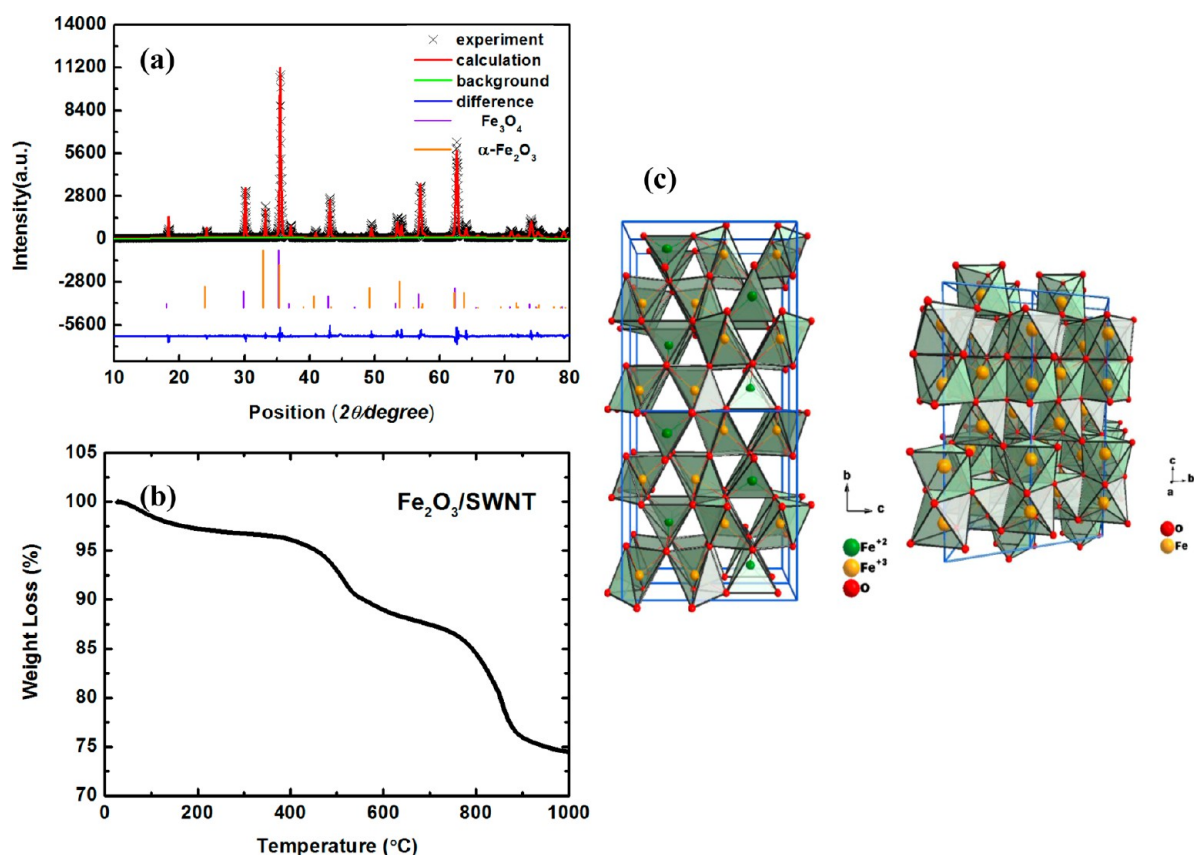 (a)
14000
11200
8400
5600
2800
0
-2800
-5600
Intensity(a.u.)
experiment
calculation
background
difference
Fe₃O₄
α-Fe₂O₃
10 20 30 40 50 60 70 80
Position (2θ/degree)
(b)
Fe₂O₃/SWNT
105
100
95
90
85
80
75
70
Weight Loss (%)
0 200 400 600 800 1000
Temperature (°C)
(c)
b
c
Fe⁺²
Fe⁺³
O
c
a b
O
Fe